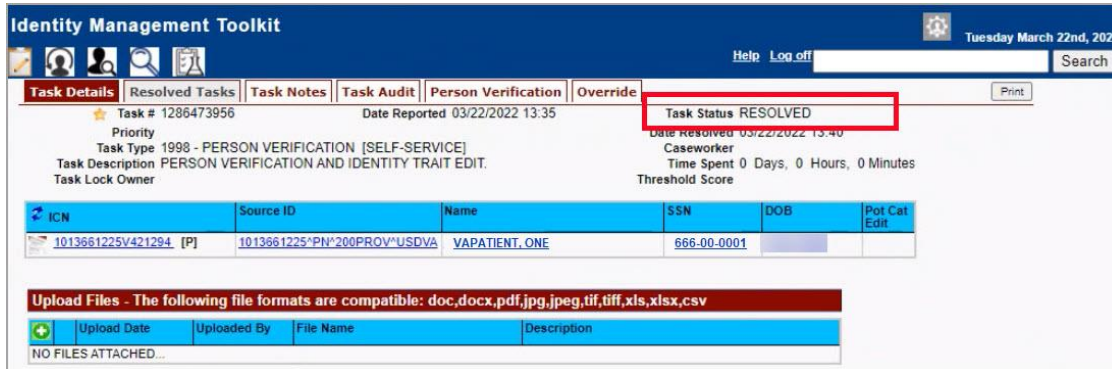 Identity Management Toolkit
Tuesday March 22nd, 202
Help Log off
Search
Task Details Resolved Tasks Task Notes Task Audit Person Verification Override
Print
Task # 1286473956 Date Reported 03/22/2022 13:35 Task Status RESOLVED
Priority Date Resolved 03/22/2022 13:40
Task Type 1998 - PERSON VERIFICATION [SELF-SERVICE] Caseworker
Task Description PERSON VERIFICATION AND IDENTITY TRAIT EDIT. Time Spent 0 Days, 0 Hours, 0 Minutes
Task Lock Owner Threshold Score
ICN Source ID Name SSN DOB Pot Cat Edit
1013661225V421294 [P] 1013661225^PN^200PROV^USDVA VAPATIENT, ONE 666-00-0001
Upload Files - The following file formats are compatible: doc,docx,pdf,jpg,jpeg,tif,tiff,xls,xlsx,csv
Upload Date Uploaded By File Name Description
NO FILES ATTACHED...